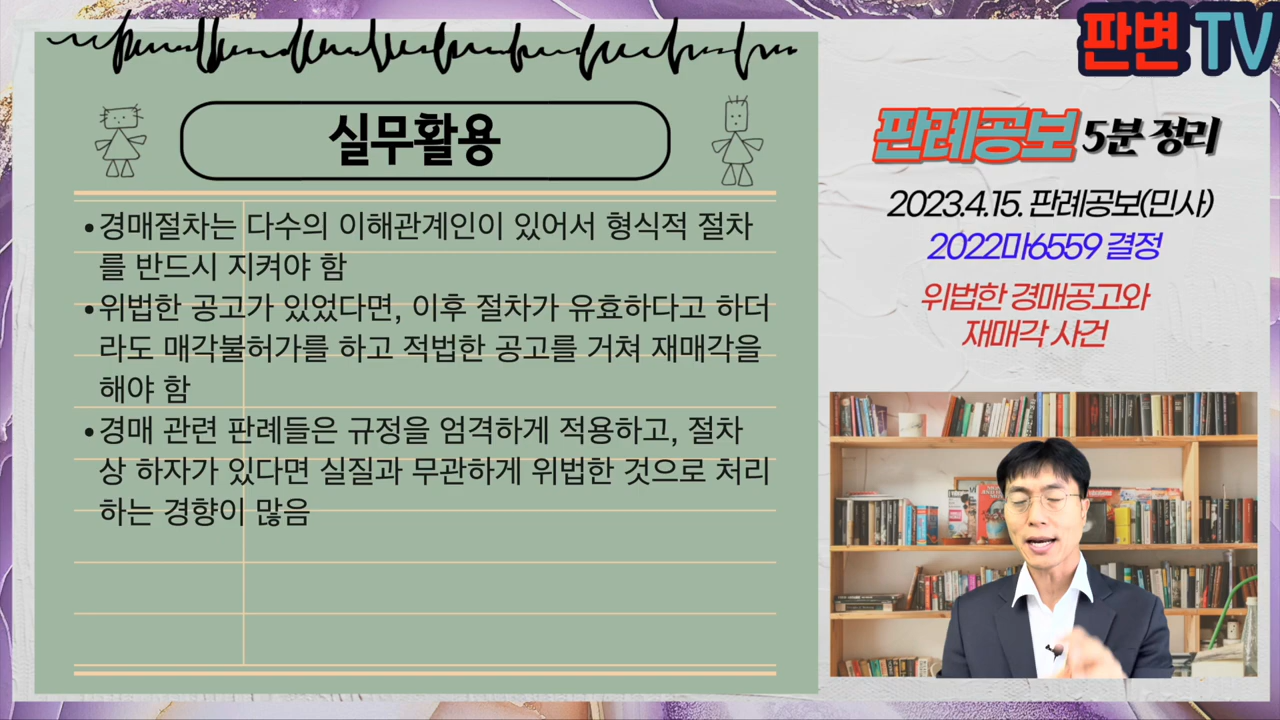 판변 TV
실무활용
•경매절차는 다수의 이해관계인이 있어서 형식적 절차
를 반드시 지켜야 함
•위법한 공고가 있었다면, 이후 절차가 유효하다고 하더
라도 매각불허가를 하고 적법한 공고를 거쳐 재매각을
해야 함
•경매 관련 판례들은 규정을 엄격하게 적용하고, 절차
상 하자가 있다면 실질과 무관하게 위법한 것으로 처리
하는 경향이 많음
판례공보 5분 정리
2023.4.15. 판례공보(민사)
2022마6559 결정
위법한 경매공고와
재매각 사건